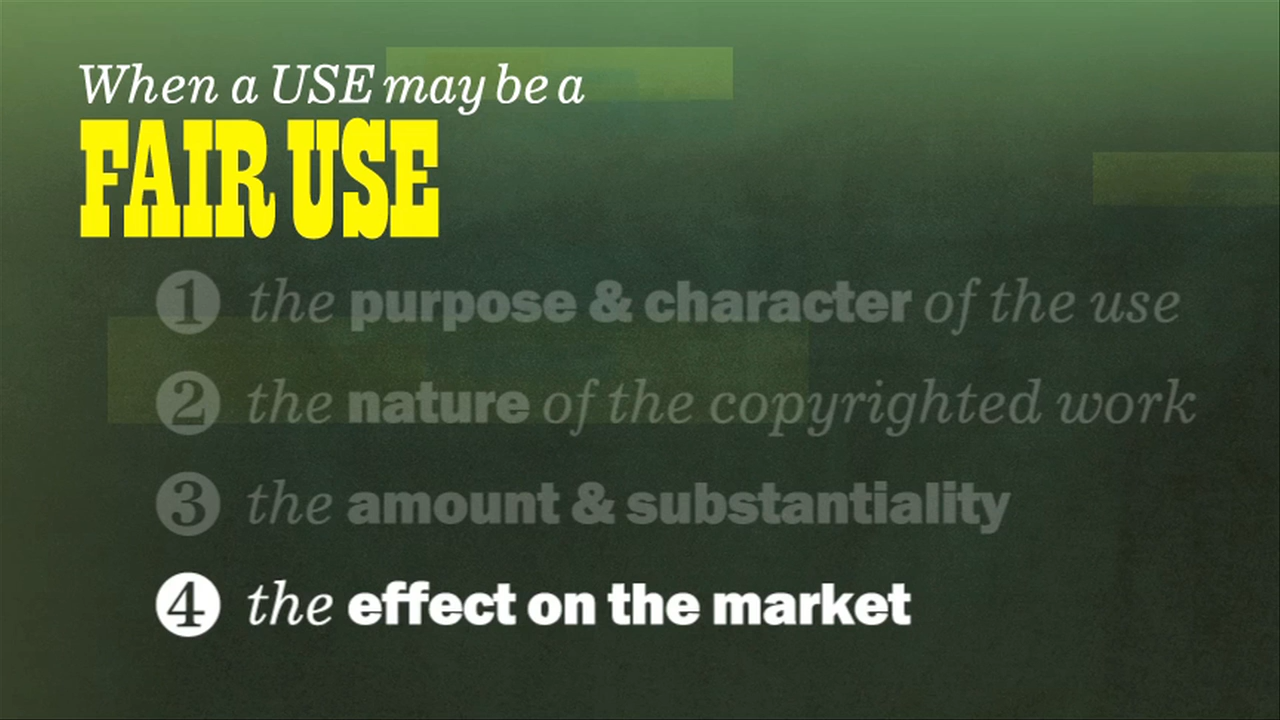 When a USE may be a
FAIR USE
1 the purpose & character of the use
2 the nature of the copyrighted work
3 the amount & substantiality
4 the effect on the market